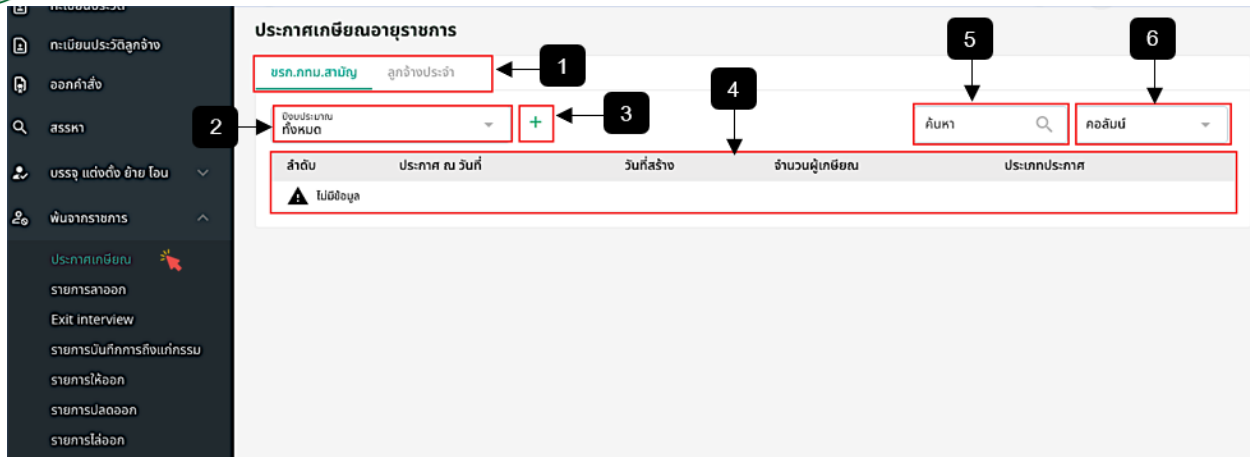 ทะเบียนประวัติ
ทะเบียนประวัติลูกจ้าง
ออกคำสั่ง
สรรหา
บรรจุ แต่งตั้ง ย้าย โอน
พ้นจากราชการ
ประกาศเกษียณ
รายการลาออก
Exit interview
รายการบันทึกการถึงแก่กรรม
รายการให้ออก
รายการปลดออก
รายการไล่ออก
ประกาศเกษียณอายุราชการ
ขรก.กทม.สามัญ ลูกจ้างประจำ
1
2
ปีงบประมาณ
ทั้งหมด
+
3
4
5
ค้นหา
6
คอลัมน์
ลำดับ ประกาศ ณ วันที่ วันที่สร้าง จำนวนผู้เกษียณ ประเภทประกาศ
ไม่มีข้อมูล